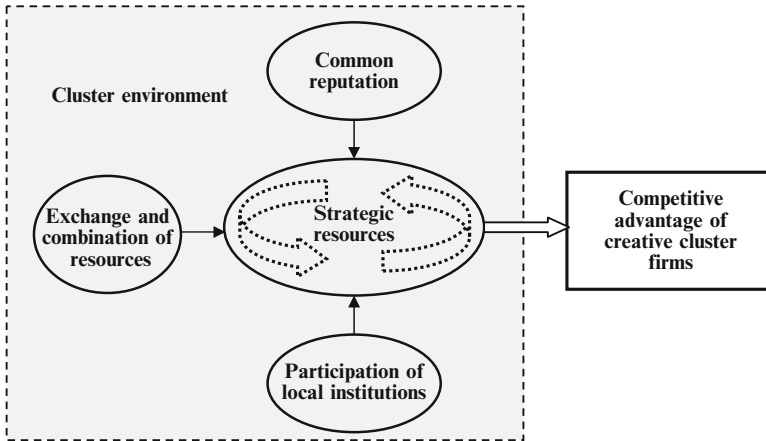 Common
reputation
Cluster environment
Exchange and
combination of
resources
Strategic
resources
Competitive
advantage of
creative cluster
firms
Participation of
local institutions